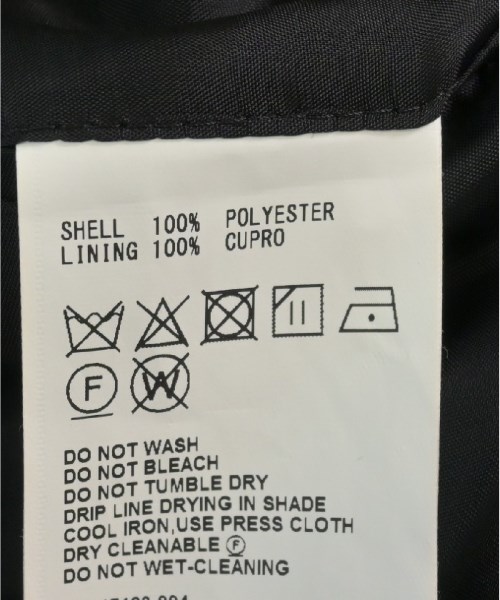 SHELL 100% POLYESTER
LINING 100% CUPRO
F W
DO NOT WASH
DO NOT BLEACH
DO NOT TUMBLE DRY
DRIP LINE DRYING IN SHADE
COOL IRON,USE PRESS CLOTH
DRY CLEANABLE Ⓕ
DO NOT WET-CLEANING